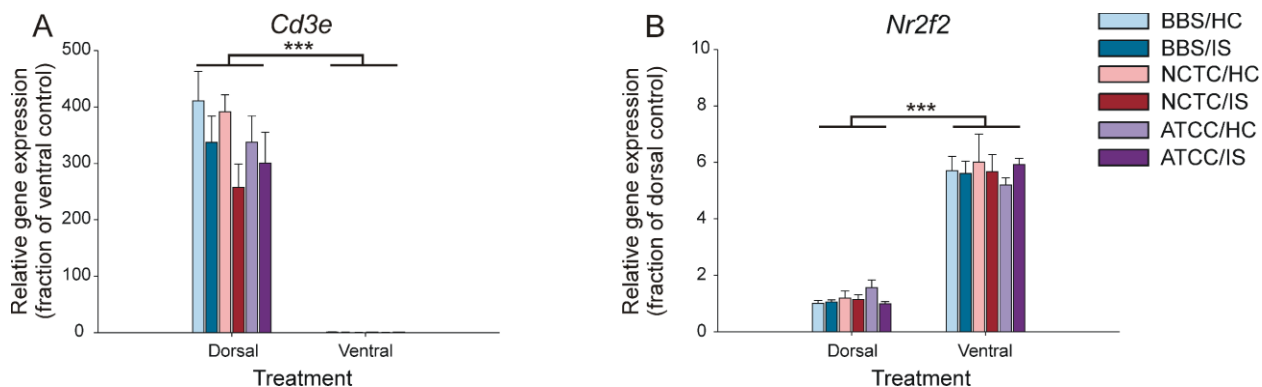 A
Cd3e
Relative gene expression
(fraction of ventral control)
500
400
300
200
100
0
***
Dorsal
Ventral
Treatment
B
Nr2f2
Relative gene expression
(fraction of dorsal control)
10
8
6
4
2
0
***
Dorsal
Ventral
Treatment
BBS/HC
BBS/IS
NCTC/HC
NCTC/IS
ATCC/HC
ATCC/IS